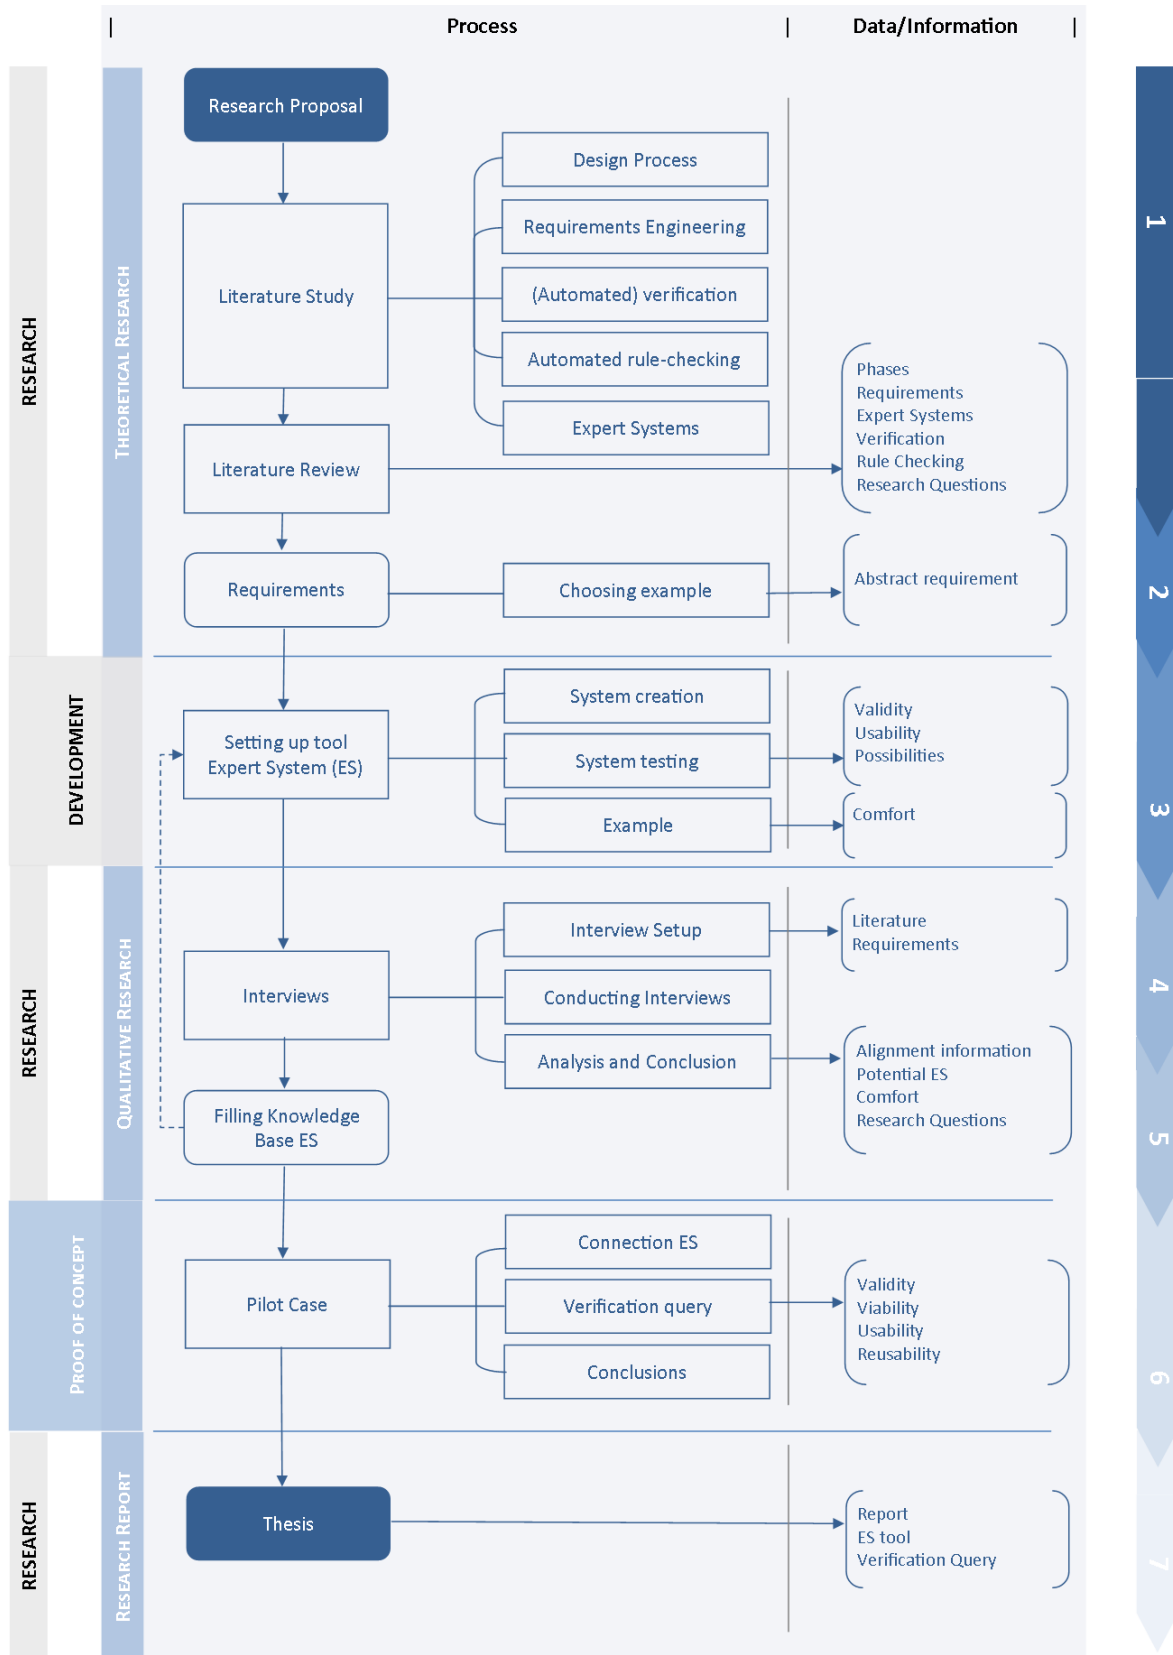 Process
Data/Information
RESEARCH
THEORETICAL RESEARCH
Research Proposal
Design Process
Requirements Engineering
Literature Study
(Automated) verification
Automated rule-checking
Expert Systems
Literature Review
Phases
Requirements
Expert Systems
Verification
Rule Checking
Research Questions
Requirements
Choosing example
Abstract requirement
1
2
DEVELOPMENT
Setting up tool
Expert System (ES)
System creation
System testing
Example
Validity
Usability
Possibilities
Comfort
3
RESEARCH
QUALITATIVE RESEARCH
Interviews
Interview Setup
Conducting Interviews
Analysis and Conclusion
Literature
Requirements
Alignment information
Potential ES
Comfort
Research Questions
Filling Knowledge
Base ES
4
5
PROOF OF CONCEPT
Pilot Case
Connection ES
Verification query
Conclusions
Validity
Viability
Usability
Reusability
6
RESEARCH
RESEARCH REPORT
Thesis
Report
ES tool
Verification Query
7